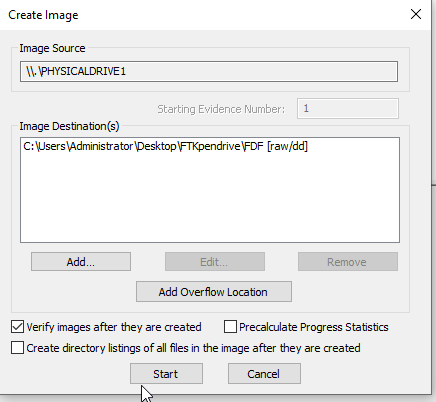 Create Image
Image Source
\\.\PHYSICALDRIVE1
Starting Evidence Number: 1
Image Destination(s)
C:\Users\Administrator\Desktop\FTKpendrive\FDF [raw/dd]
Add... Edit... Remove
Add Overflow Location
Verify images after they are created Precalculate Progress Statistics
Create directory listings of all files in the image after they are created
Start Cancel